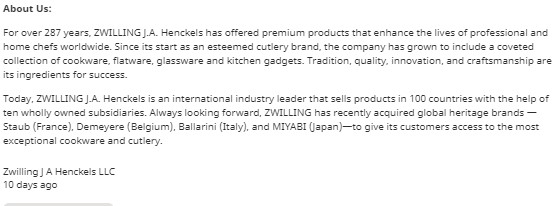 About Us:
For over 287 years, ZWILLING J.A. Henckels has offered premium products that enhance the lives of professional and
home chefs worldwide. Since its start as an esteemed cutlery brand, the company has grown to include a coveted
collection of cookware, flatware, glassware and kitchen gadgets. Tradition, quality, innovation, and craftsmanship are
its ingredients for success.
Today, ZWILLING J.A. Henckels is an international industry leader that sells products in 100 countries with the help of
ten wholly owned subsidiaries. Always looking forward, ZWILLING has recently acquired global heritage brands —
Staub (France), Demeyere (Belgium), Ballarini (Italy), and MIYABI (Japan)—to give its customers access to the most
exceptional cookware and cutlery.
Zwilling J A Henckels LLC
10 days ago